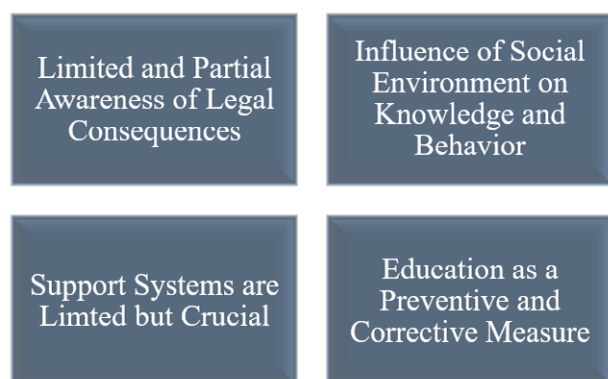 Limited and Partial
Awareness of Legal
Consequences
Influence of Social
Environment on
Knowledge and
Behavior
Support Systems are
Limted but Crucial
Education as a
Preventive and
Corrective Measure